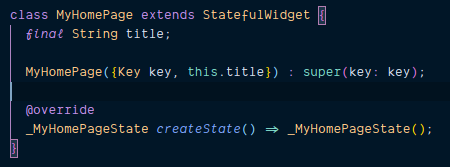 class MyHomePage extends StatefulWidget {
final String title;
MyHomePage({Key key, this.title}) : super(key: key);
@override
_MyHomePageState createState() => _MyHomePageState();
}